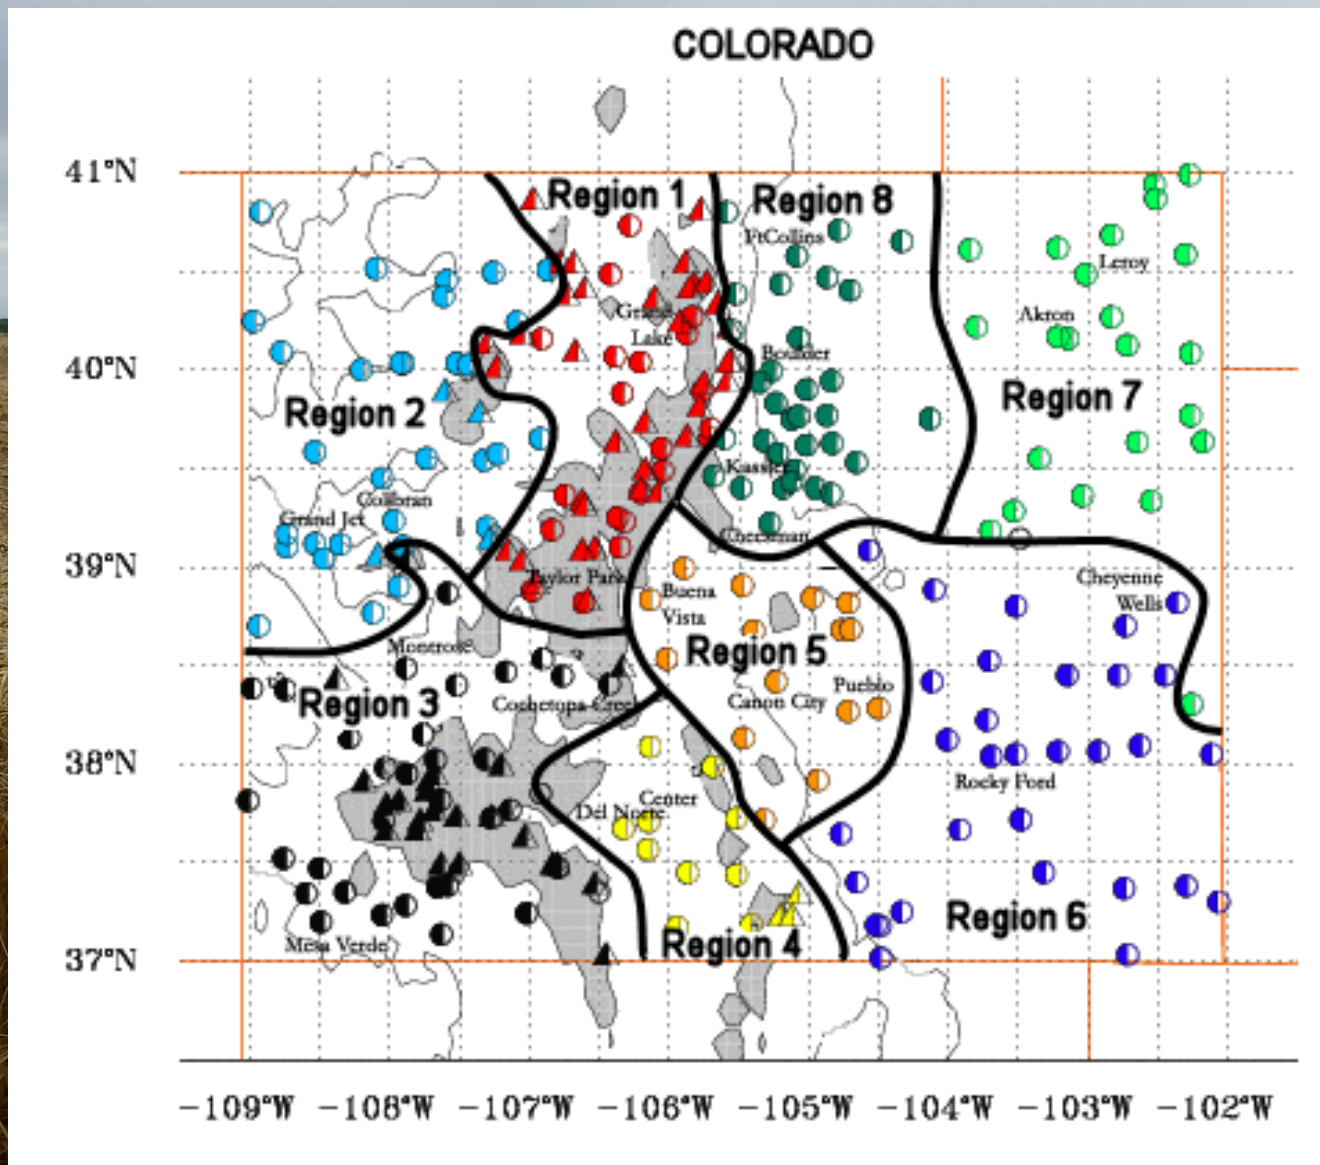 COLORADO
41°N
Region 1
Region 8
FtCollins
Leroy
Grand
Lake
Akron
Boulder
40°N
Region 7
Region 2
Kassler
Collbran
Grand Jct
Cheesman
39°N
Taylor Park
Buena
Vista
Cheyenne
Wells
Montrose
Region 5
Pueblo
Region 3
Cochetopa Creek
Canon City
38°N
Rocky Ford
Center
Del Norte
Region 6
Mesa Verde
Region 4
37°N
-109°W -108°W -107°W -106°W -105°W -104°W -103°W -102°W